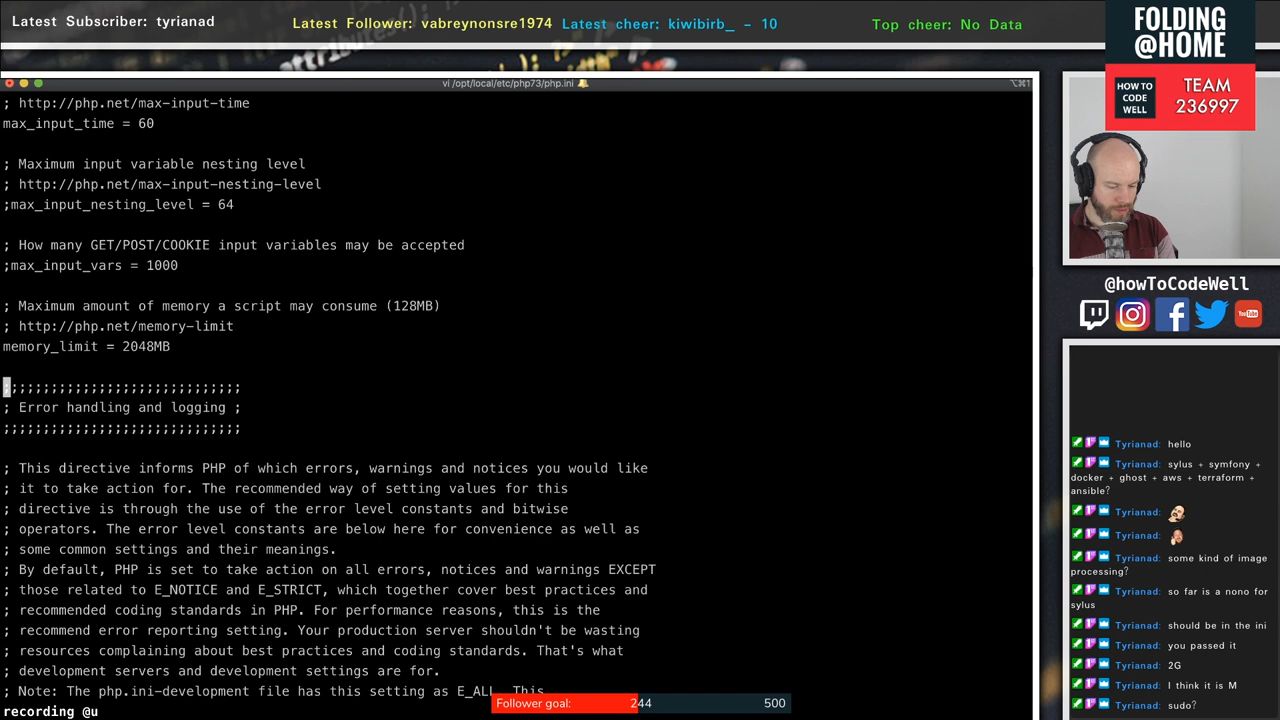 Latest Subscriber: tyrianad
Latest Follower: vabreynonsre1974
Latest cheer: kiwibirb_ - 10
Top cheer: No Data
FOLDING
@HOME
HOW TO
CODE
WELL
TEAM
236997
vi /opt/local/etc/php73/php.ini
⌥⌘1
; http://php.net/max-input-time
max_input_time = 60
; Maximum input variable nesting level
; http://php.net/max-input-nesting-level
;max_input_nesting_level = 64
; How many GET/POST/COOKIE input variables may be accepted
;max_input_vars = 1000
; Maximum amount of memory a script may consume (128MB)
; http://php.net/memory-limit
memory_limit = 2048MB
;;;;;;;;;;;;;;;;;;;;;;;;;;;;;;
; Error handling and logging ;
;;;;;;;;;;;;;;;;;;;;;;;;;;;;;;
; This directive informs PHP of which errors, warnings and notices you would like
; it to take action for. The recommended way of setting values for this
; directive is through the use of the error level constants and bitwise
; operators. The error level constants are below here for convenience as well as
; some common settings and their meanings.
; By default, PHP is set to take action on all errors, notices and warnings EXCEPT
; those related to E_NOTICE and E_STRICT, which together cover best practices and
; recommended coding standards in PHP. For performance reasons, this is the
; recommend error reporting setting. Your production server shouldn't be wasting
; resources complaining about best practices and coding standards. That's what
; development servers and development settings are for.
; Note: The php.ini-development file has this setting as E_ALL. This
recording @u
Follower goal: 244 500
@howToCodeWell
You Tube
Tyrianad: hello
Tyrianad: sylus + symfony +
docker + ghost + aws + terraform +
ansible?
Tyrianad:
Tyrianad:
Tyrianad: some kind of image
processing?
Tyrianad: so far is a nono for
sylus
Tyrianad: should be in the ini
Tyrianad: you passed it
Tyrianad: 2G
Tyrianad: I think it is M
Tyrianad: sudo?